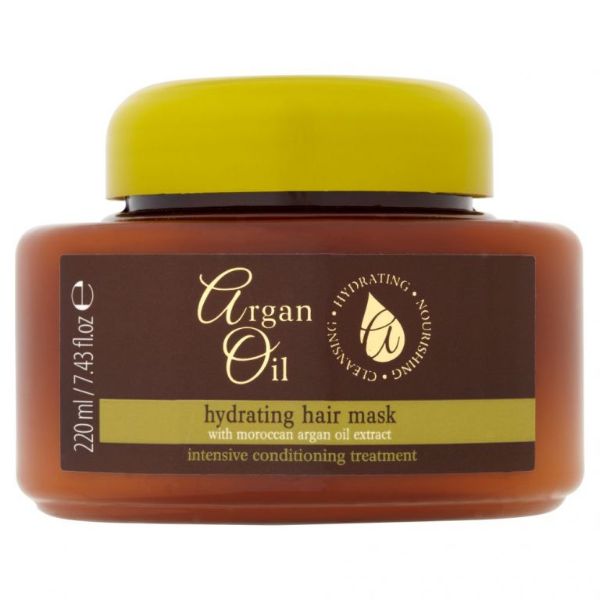 Argan
Oil
CLEANSING • HYDRATING • NOURISHING •
a
hydrating hair mask
with moroccan argan oil extract
intensive conditioning treatment
220 ml / 7.43 fl.oz ℮